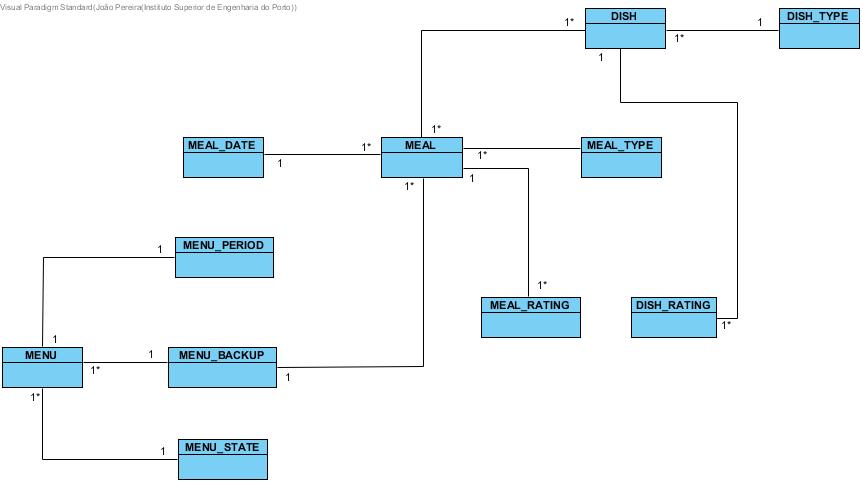 Visual Paradigm Standard(João Pereira(Instituto Superior de Engenharia do Porto))
DISH
DISH_TYPE
1*
1
1*
1
1*
MEAL_DATE
MEAL
MEAL_TYPE
1*
1
1*
1*
1
MENU_PERIOD
1
1*
MEAL_RATING
DISH_RATING
1*
1
MENU
MENU_BACKUP
1
1*
1
1*
MENU_STATE
1